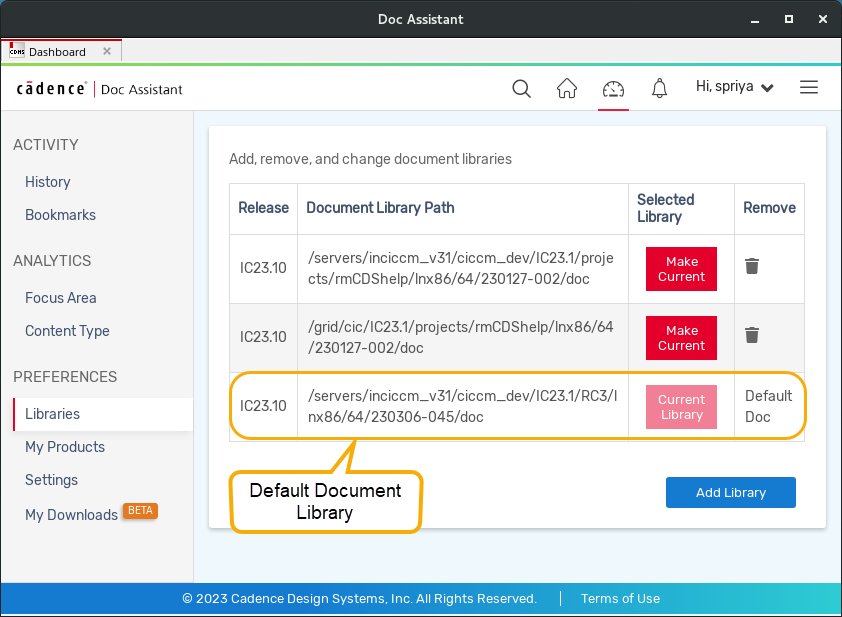 Doc Assistant
CDNS Dashboard
cādence® | Doc Assistant
Hi, spriya
ACTIVITY
History
Bookmarks
ANALYTICS
Focus Area
Content Type
PREFERENCES
Libraries
My Products
Settings
My Downloads BETA
Add, remove, and change document libraries
Release Document Library Path Selected Library Remove
IC23.10
/servers/inciccm_v31/ciccm_dev/IC23.1/proje
cts/rmCDShelp/lnx86/64/230127-002/doc
Make
Current
IC23.10
/grid/cic/IC23.1/projects/rmCDShelp/lnx86/64
/230127-002/doc
Make
Current
IC23.10
/servers/inciccm_v31/ciccm_dev/IC23.1/RC3/l
nx86/64/230306-045/doc
Current
Library
Default
Doc
Default Document
Library
Add Library
© 2023 Cadence Design Systems, Inc. All Rights Reserved. | Terms of Use